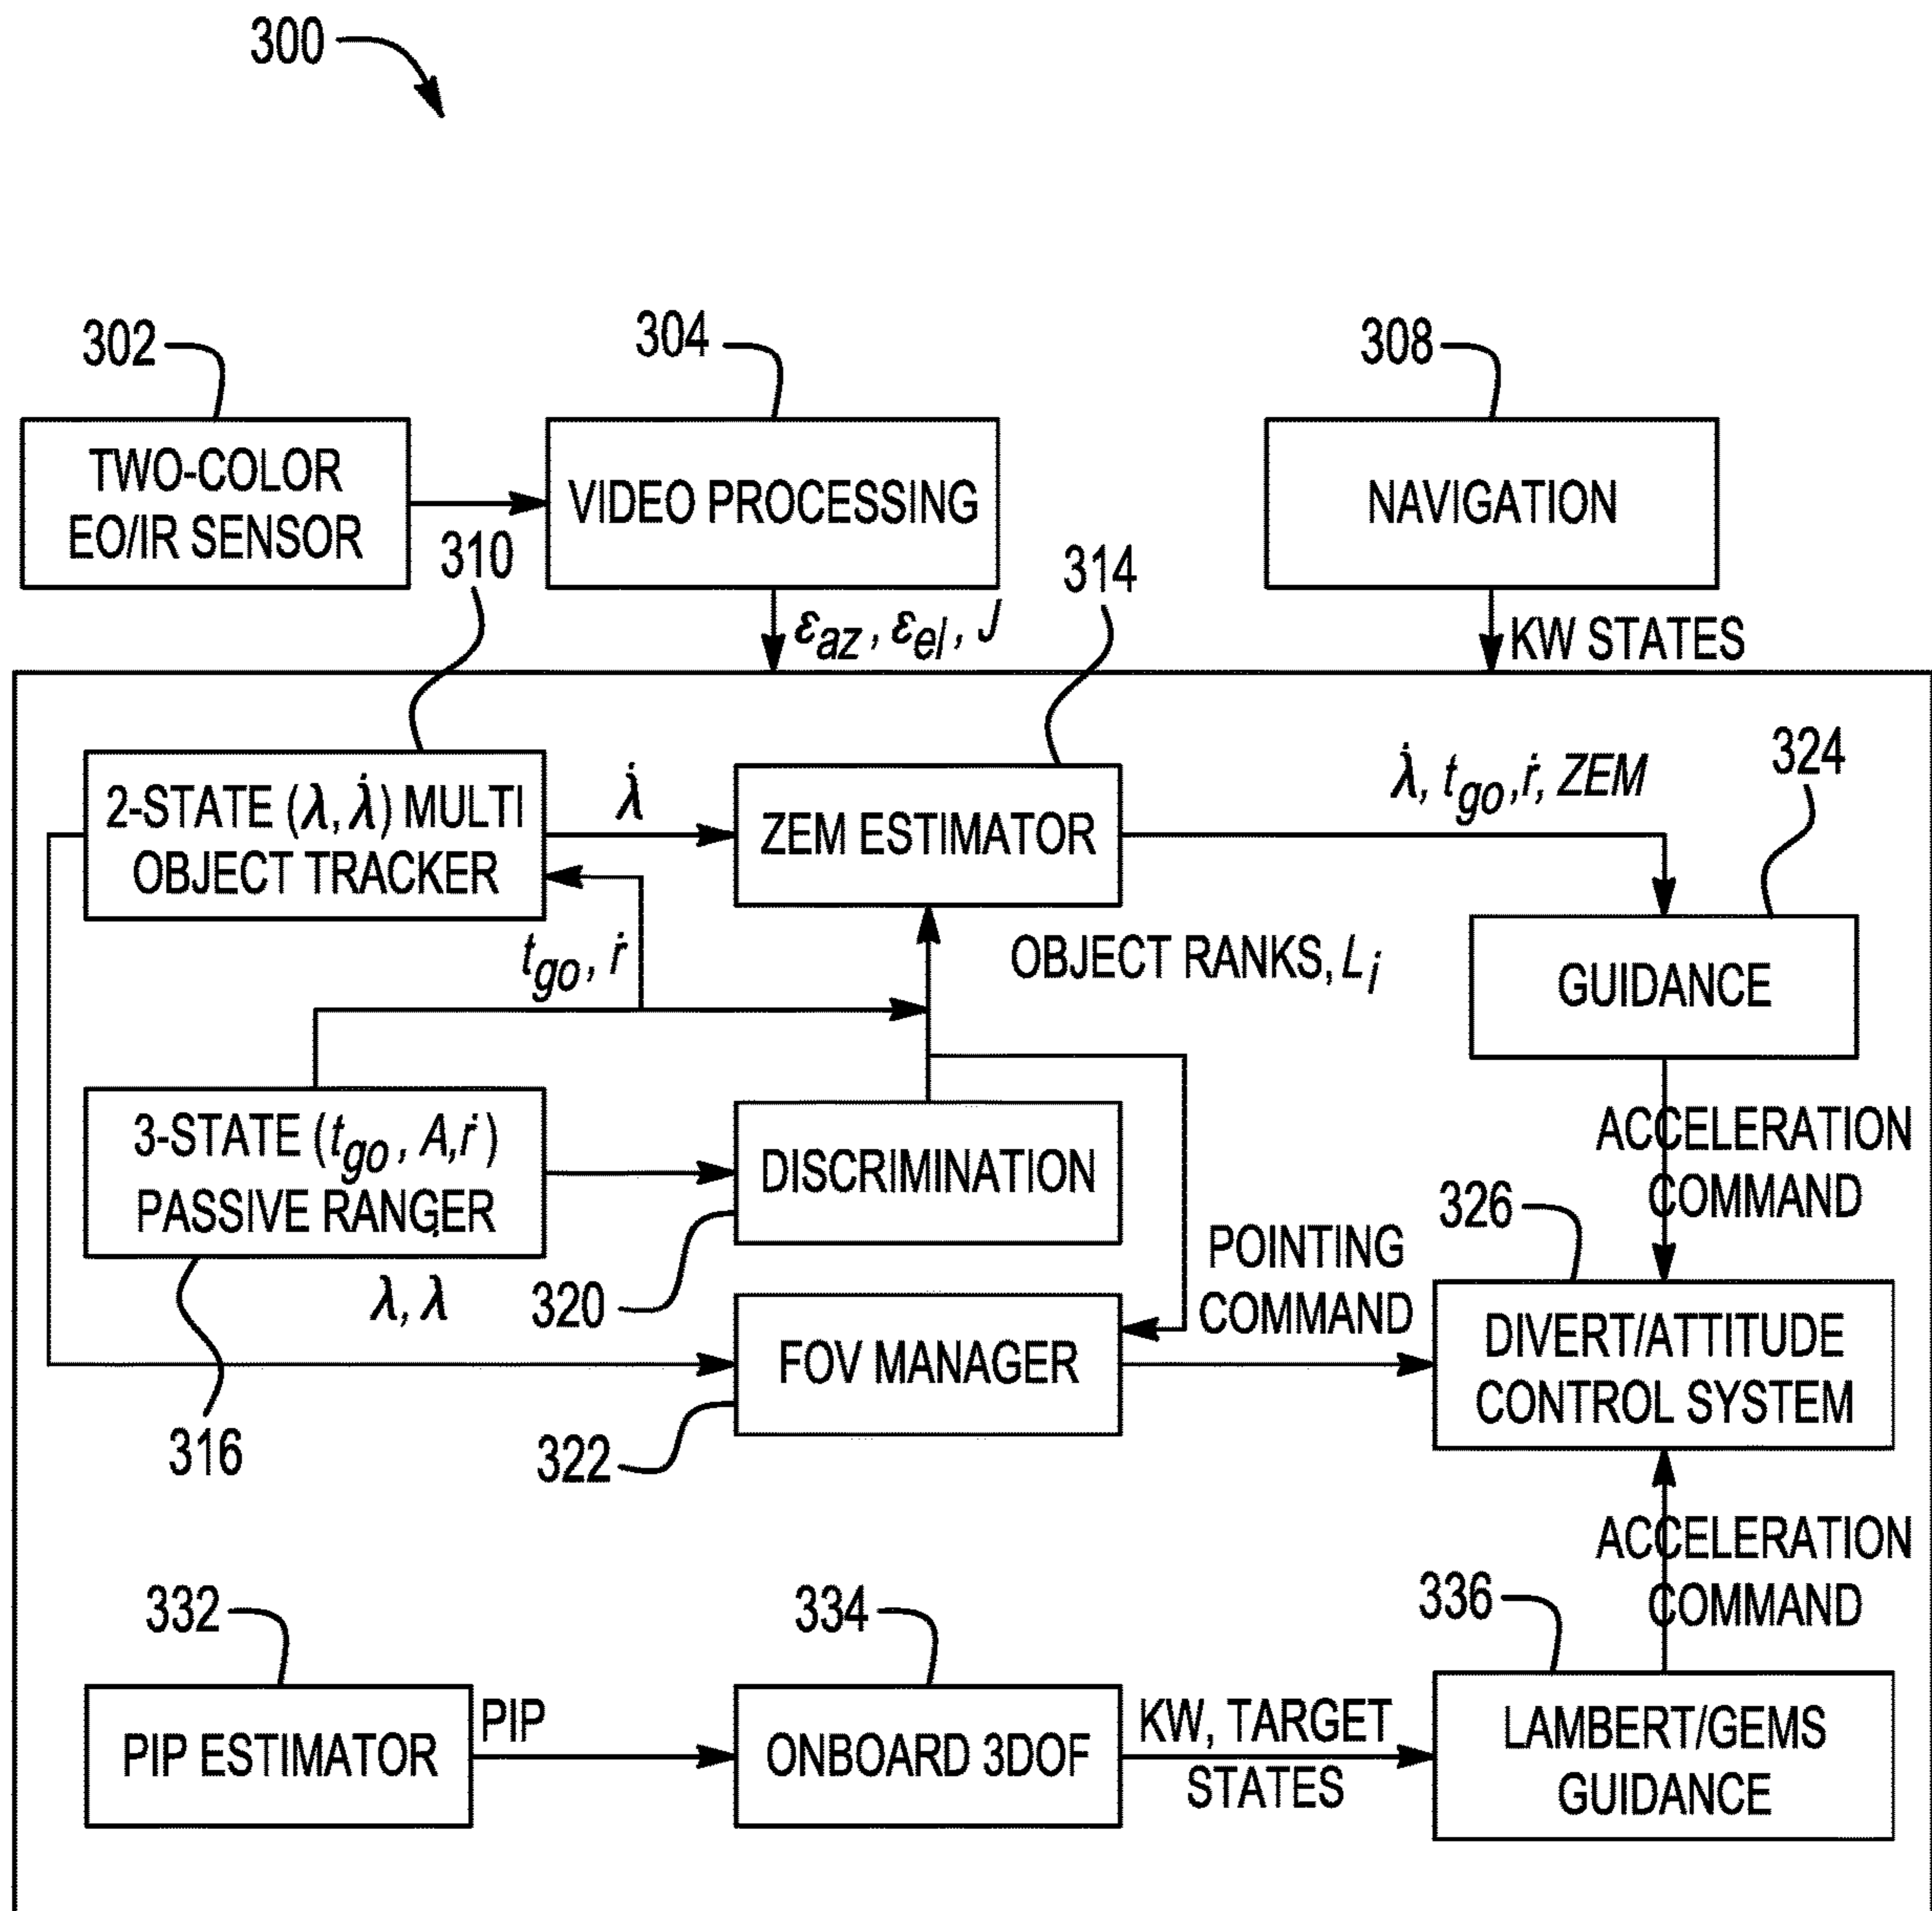 300
302
304
308
TWO-COLOR
EO/IR SENSOR
VIDEO PROCESSING
NAVIGATION
310
314
εaz, εel, J
KW STATES
324
2-STATE (λ, λ̇) MULTI
OBJECT TRACKER
λ̇
ZEM ESTIMATOR
λ̇, tgo, ṙ, ZEM
tgo, ṙ
OBJECT RANKS, Li
GUIDANCE
3-STATE (tgo, A, ṙ)
PASSIVE RANGER
DISCRIMINATION
ACCELERATION
COMMAND
326
λ, λ̇
320
POINTING
COMMAND
FOV MANAGER
DIVERT/ATTITUDE
CONTROL SYSTEM
316
322
ACCELERATION
COMMAND
332
334
336
PIP ESTIMATOR
PIP
ONBOARD 3DOF
KW, TARGET
STATES
LAMBERT/GEMS
GUIDANCE